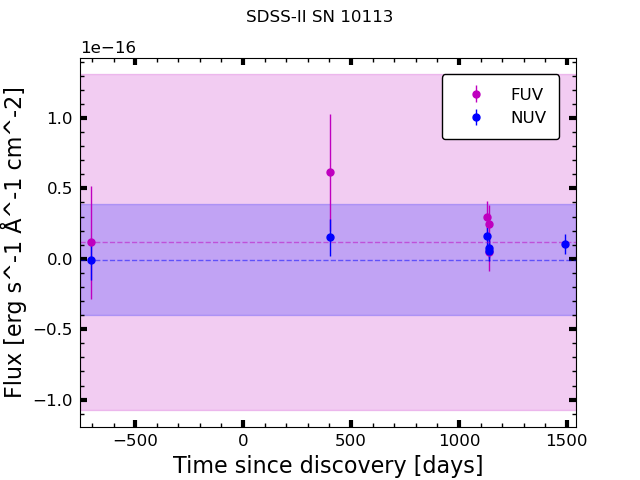 SDSS-II SN 10113
1e−16
FUV
NUV
1.0
0.5
0.0
−0.5
−1.0
Flux [erg s^-1 Å^-1 cm^-2]
−500 0 500 1000 1500
Time since discovery [days]